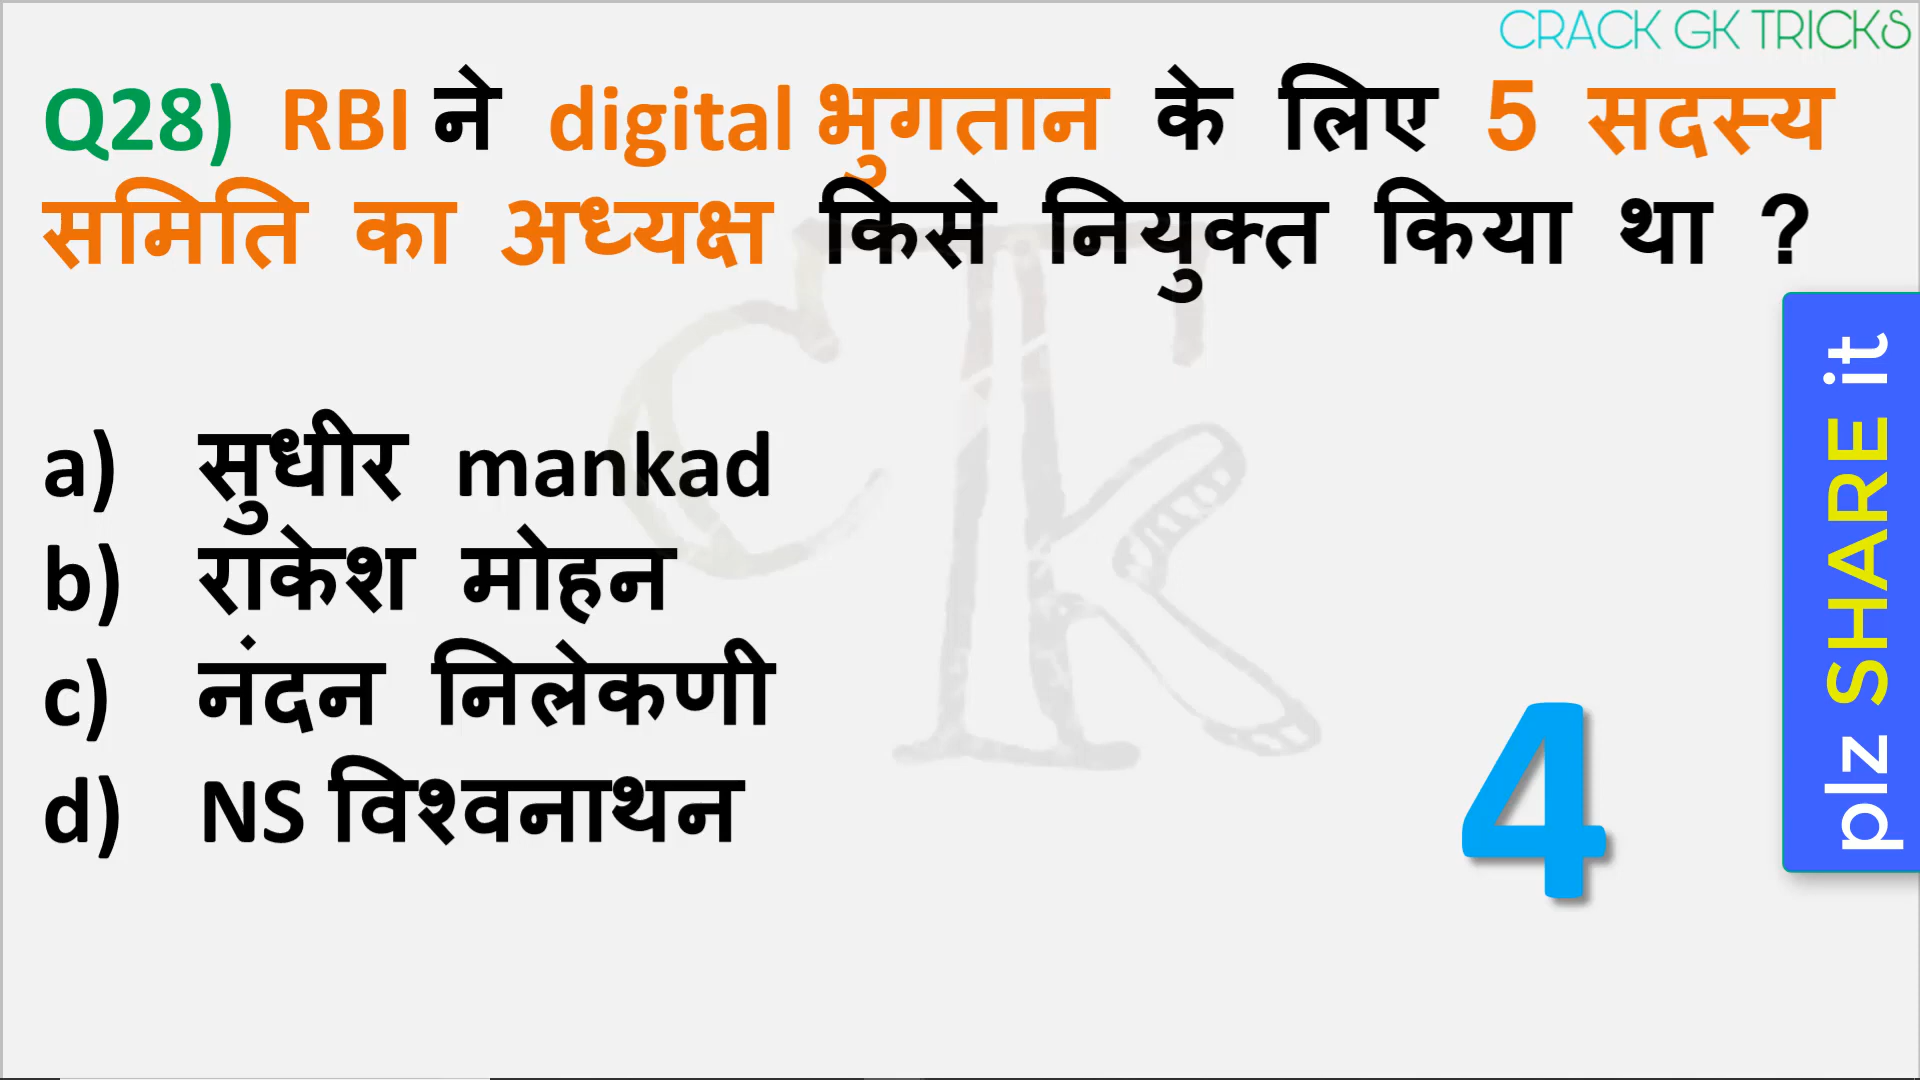 CRACK GK TRICKS
Q28) RBI ने digital भुगतान के लिए 5 सदस्य
समिति का अध्यक्ष किसे नियुक्त किया था ?
a) सुधीर mankad
b) राकेश मोहन
c) नंदन निलेकणी
d) NS विश्वनाथन
4
plz SHARE it